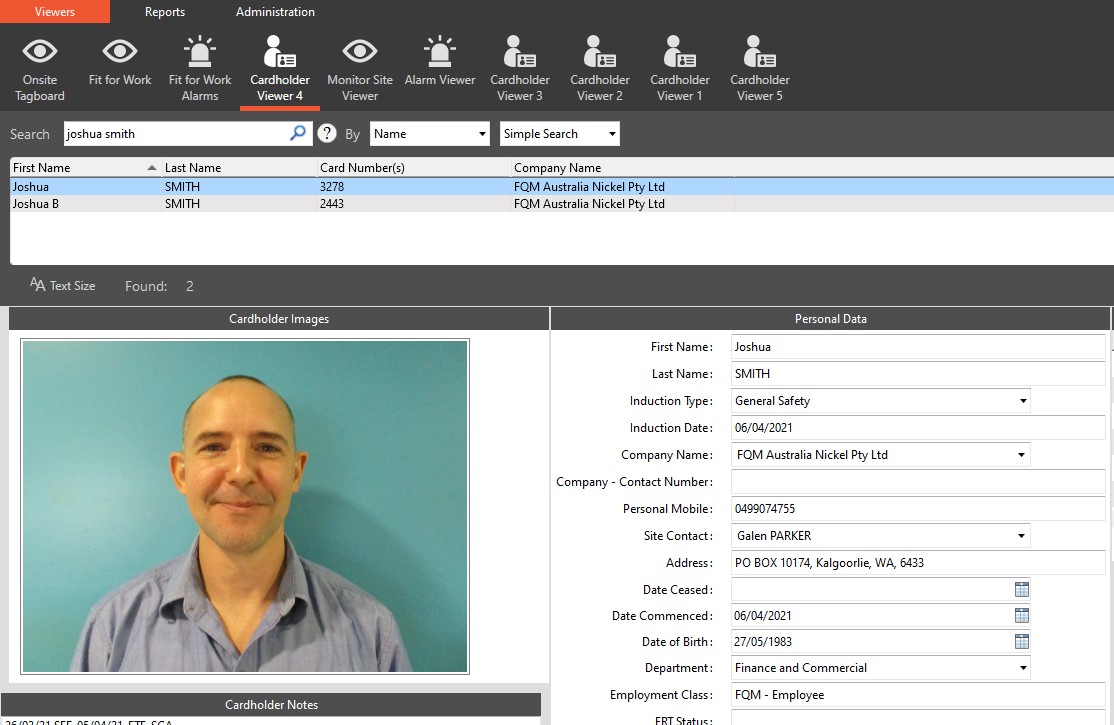 Viewers Reports Administration
Onsite Tagboard
Fit for Work
Fit for Work Alarms
Cardholder Viewer 4
Monitor Site Viewer
Alarm Viewer
Cardholder Viewer 3
Cardholder Viewer 2
Cardholder Viewer 1
Cardholder Viewer 5
Search joshua smith ? By Name Simple Search
First Name Last Name Card Number(s) Company Name
Joshua SMITH 3278 FQM Australia Nickel Pty Ltd
Joshua B SMITH 2443 FQM Australia Nickel Pty Ltd
AA Text Size Found: 2
Cardholder Images
Personal Data
First Name: Joshua
Last Name: SMITH
Induction Type: General Safety
Induction Date: 06/04/2021
Company Name: FQM Australia Nickel Pty Ltd
Company - Contact Number:
Personal Mobile: 0499074755
Site Contact: Galen PARKER
Address: PO BOX 10174, Kalgoorlie, WA, 6433
Date Ceased:
Date Commenced: 06/04/2021
Date of Birth: 27/05/1983
Department: Finance and Commercial
Employment Class: FQM - Employee
ERT Status:
Cardholder Notes